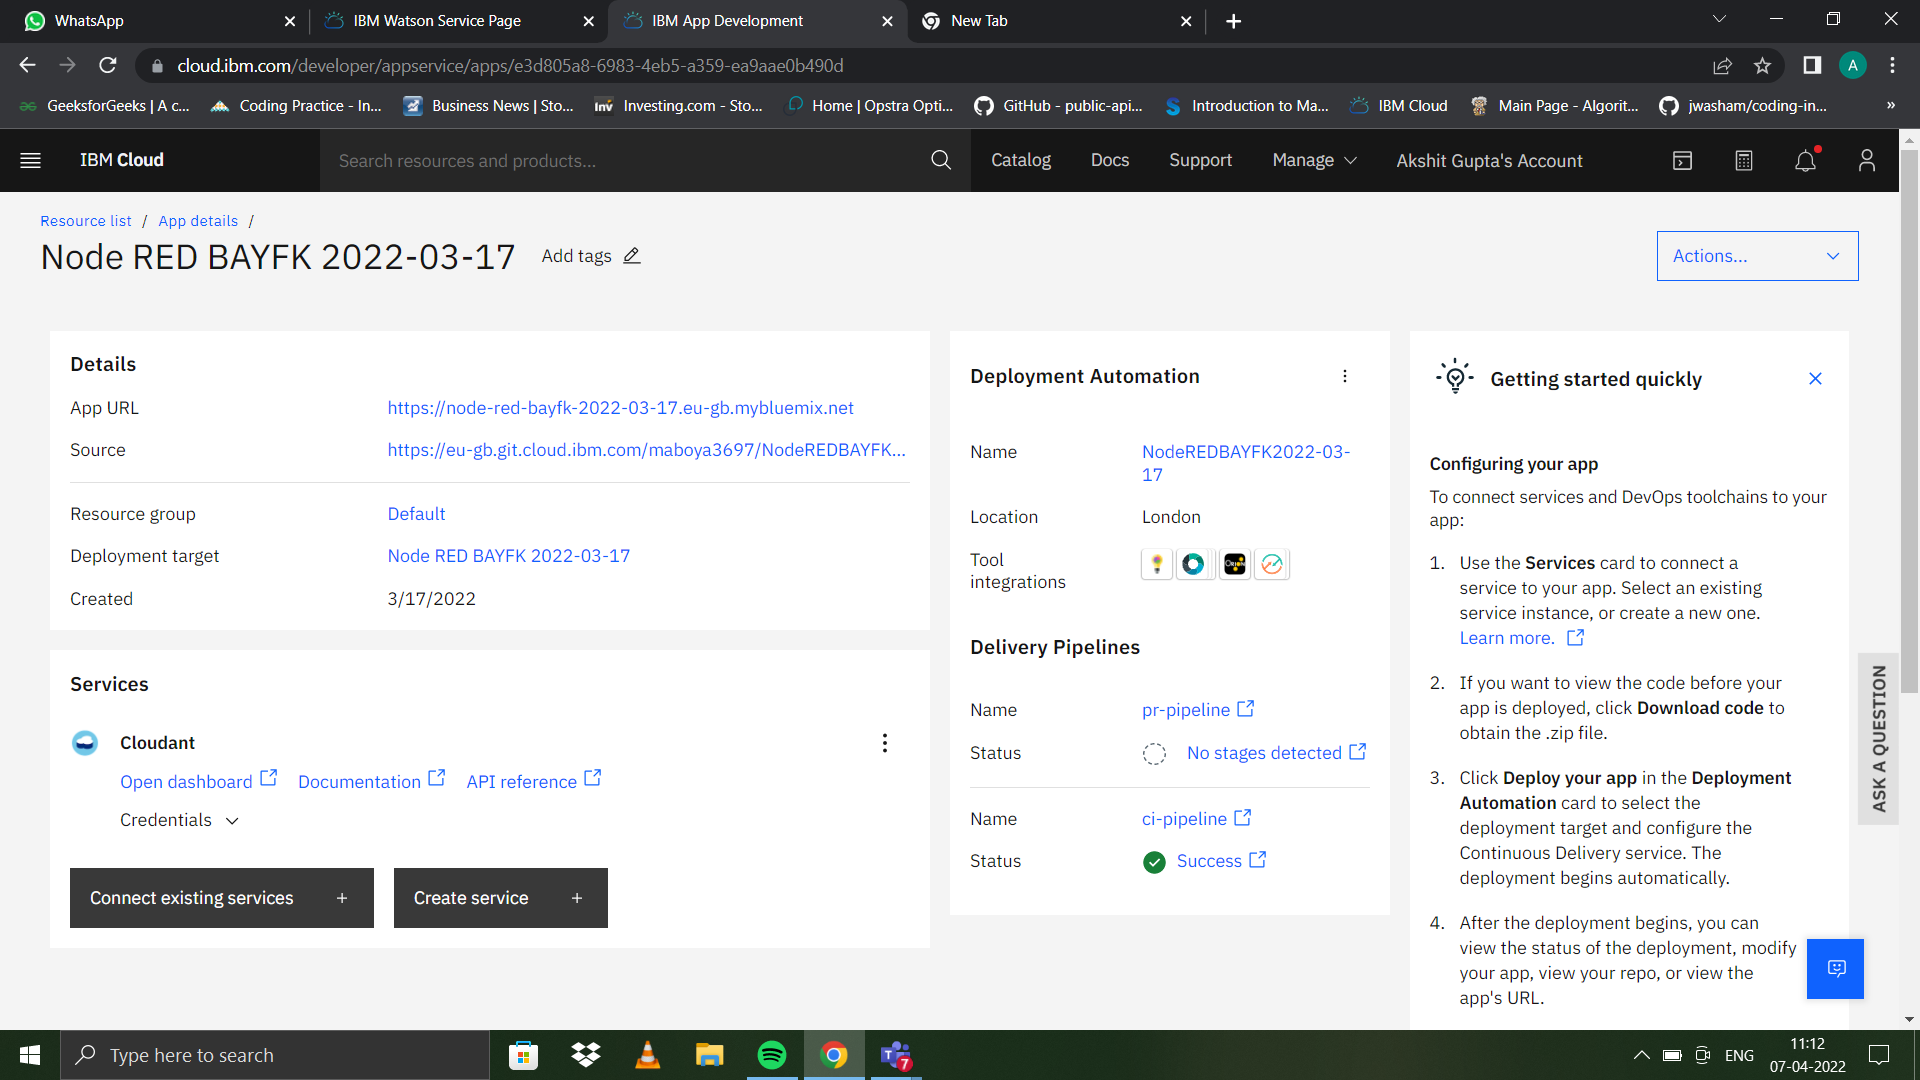 WhatsApp
IBM Watson Service Page
IBM App Development
New Tab
cloud.ibm.com/developer/appservice/apps/e3d805a8-6983-4eb5-a359-ea9aae0b490d
A
GeeksforGeeks | A c...
Coding Practice - In...
Business News | Sto...
Inv
Investing.com - Sto...
Home | Opstra Opti...
GitHub - public-api...
Introduction to Ma...
IBM Cloud
Main Page - Algorit...
jwasham/coding-in...
»
IBM Cloud
Search resources and products...
Catalog
Docs
Support
Manage
Akshit Gupta's Account
Resource list / App details /
Node RED BAYFK 2022-03-17
Add tags
Actions...
Details
App URL https://node-red-bayfk-2022-03-17.eu-gb.mybluemix.net
Source https://eu-gb.git.cloud.ibm.com/maboya3697/NodeREDBAYFK...
Resource group Default
Deployment target Node RED BAYFK 2022-03-17
Created 3/17/2022
Services
Cloudant
Open dashboard Documentation API reference
Credentials
Connect existing services +
Create service +
Deployment Automation
Name NodeREDBAYFK2022-03-
17
Location London
Tool
integrations
ORION
Delivery Pipelines
Name pr-pipeline
Status No stages detected
Name ci-pipeline
Status Success
Getting started quickly
Configuring your app
To connect services and DevOps toolchains to your
app:
1. Use the Services card to connect a
service to your app. Select an existing
service instance, or create a new one.
Learn more.
2. If you want to view the code before your
app is deployed, click Download code to
obtain the .zip file.
3. Click Deploy your app in the Deployment
Automation card to select the
deployment target and configure the
Continuous Delivery service. The
deployment begins automatically.
4. After the deployment begins, you can
view the status of the deployment, modify
your app, view your repo, or view the
app's URL.
ASK A QUESTION
Type here to search
T
7
ENG
11:12
07-04-2022